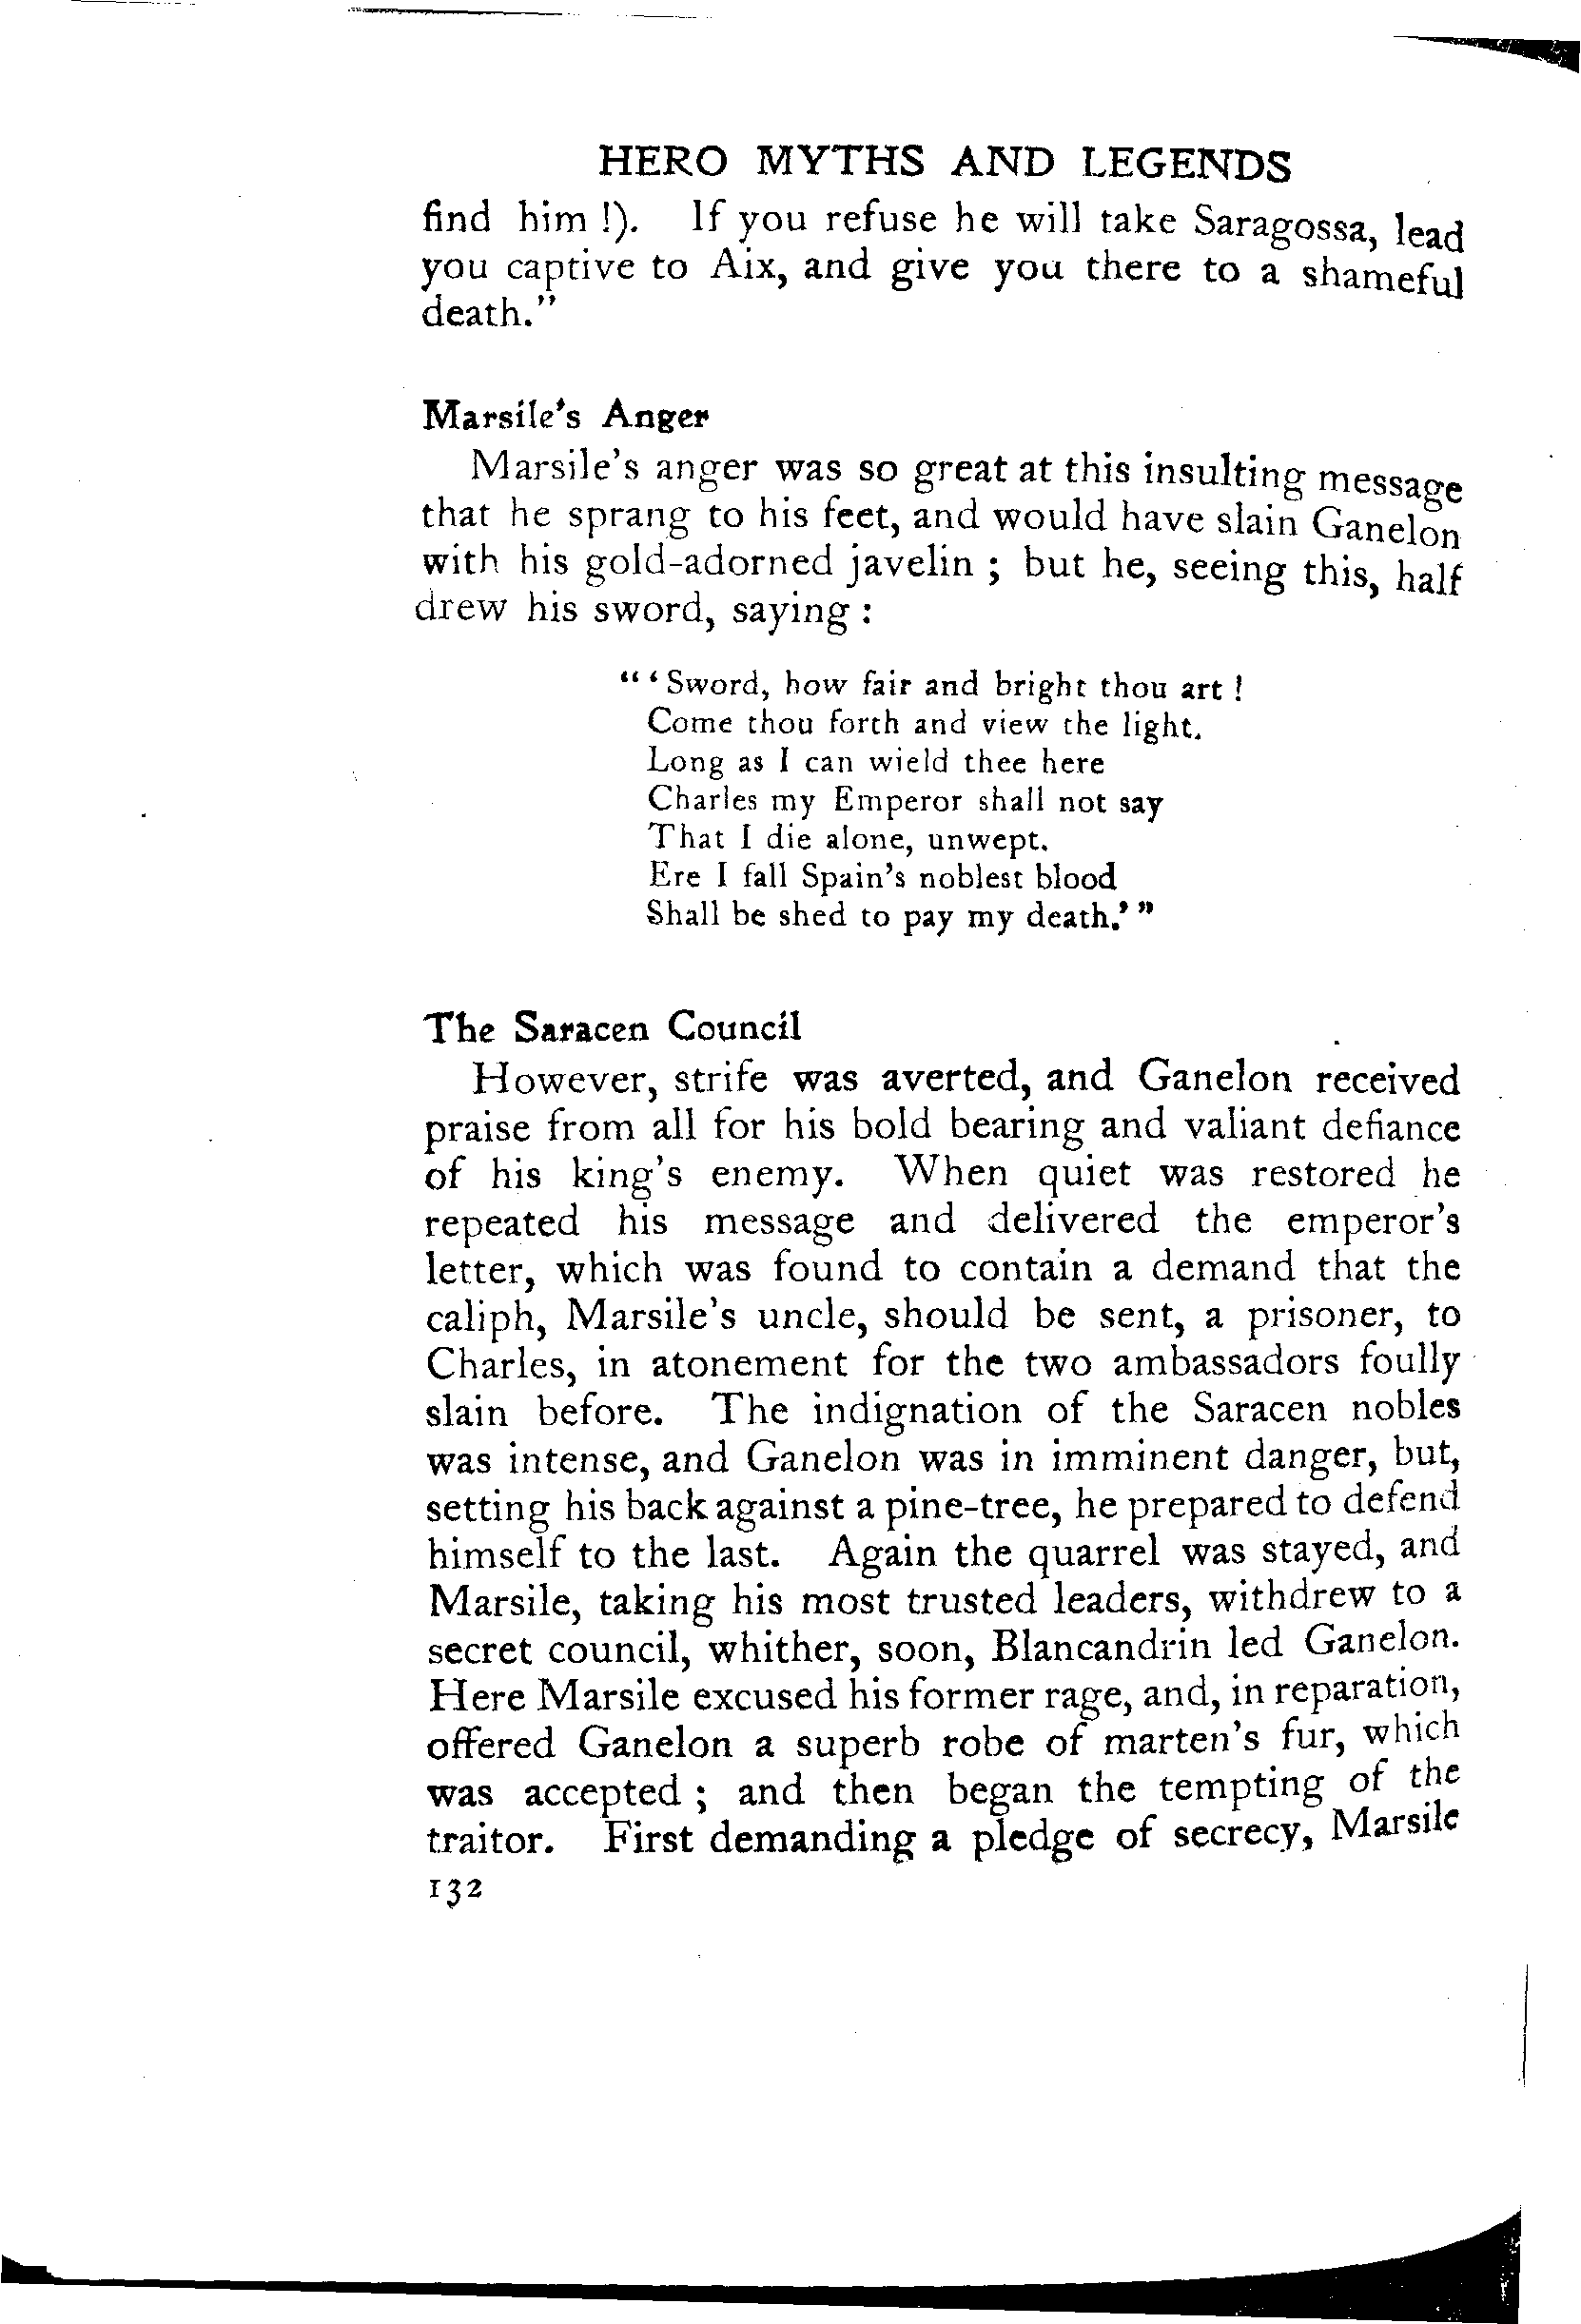 HERO MYTHS AND LEGENDS
find him !). If you refuse he will take Saragossa, lead
you captive to Aix, and give you there to a shameful
death."
Marsile's Anger
Marsile's anger was so great at this insulting message
that he sprang to his feet, and would have slain Ganelon
with his gold-adorned javelin ; but he, seeing this, half
drew his sword, saying :
"'Sword, how fair and bright thou art !
Come thou forth and view the light.
Long as I can wield thee here
Charles my Emperor shall not say
That I die alone, unwept.
Ere I fall Spain's noblest blood
Shall be shed to pay my death.'"
The Saracen Council
However, strife was averted, and Ganelon received
praise from all for his bold bearing and valiant defiance
of his king's enemy. When quiet was restored he
repeated his message and delivered the emperor's
letter, which was found to contain a demand that the
caliph, Marsile's uncle, should be sent, a prisoner, to
Charles, in atonement for the two ambassadors foully
slain before. The indignation of the Saracen nobles
was intense, and Ganelon was in imminent danger, but,
setting his back against a pine-tree, he prepared to defend
himself to the last. Again the quarrel was stayed, and
Marsile, taking his most trusted leaders, withdrew to a
secret council, whither, soon, Blancandrin led Ganelon.
Here Marsile excused his former rage, and, in reparation,
offered Ganelon a superb robe of marten's fur, which
was accepted ; and then began the tempting of the
traitor. First demanding a pledge of secrecy, Marsile
132